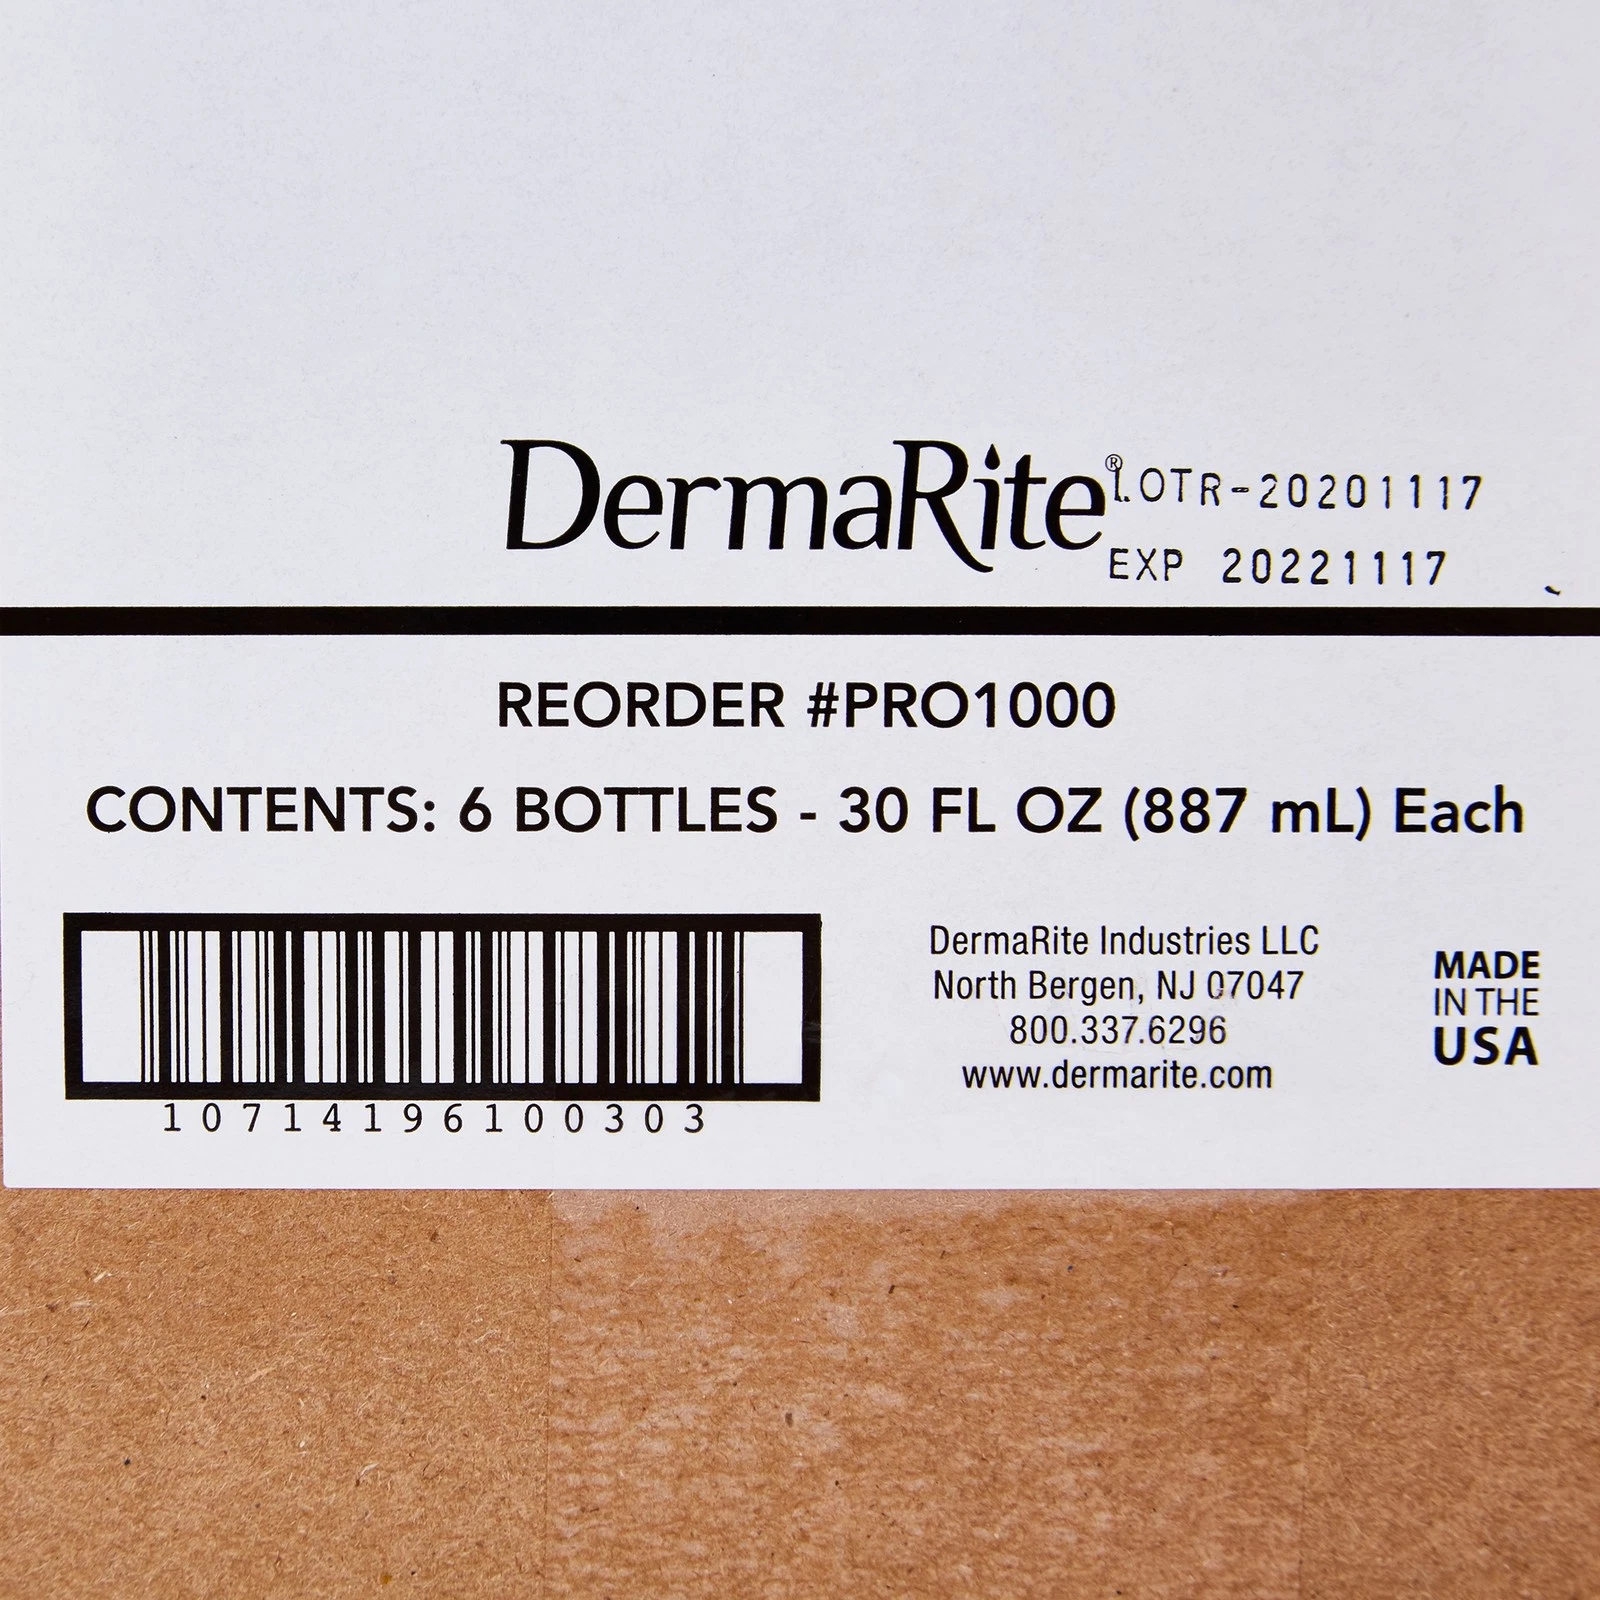 DermaRite®
LOTR-20201117
EXP 20221117
REORDER #PRO1000
CONTENTS: 6 BOTTLES - 30 FL OZ (887 mL) Each
10714196100303
DermaRite Industries LLC
North Bergen, NJ 07047
800.337.6296
www.dermarite.com
MADE
IN THE
USA